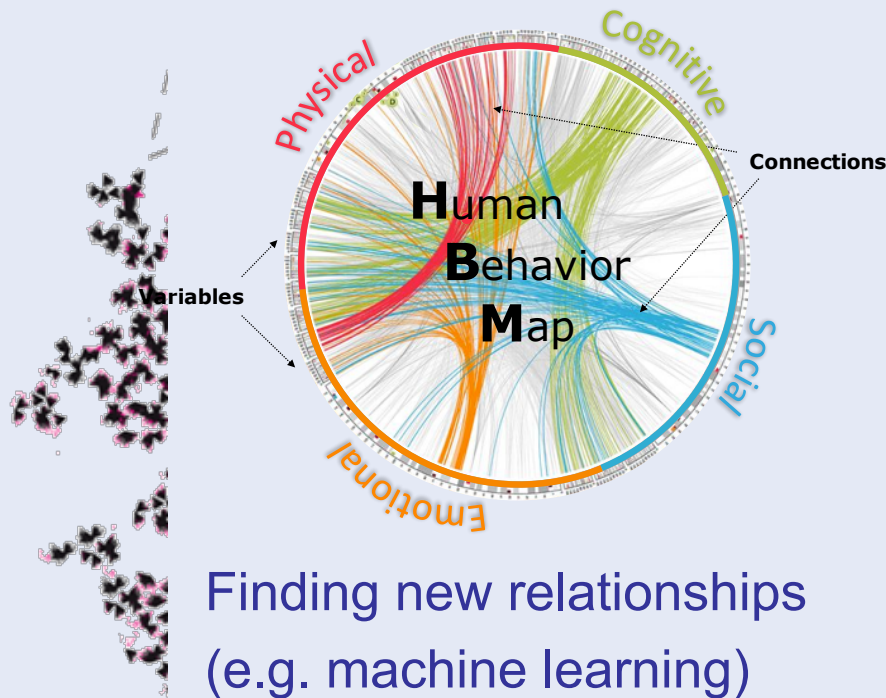 Physical
Cognitive
Connections
Human
Behavior
Map
Variables
Social
Emotional
C
D
Finding new relationships
(e.g. machine learning)